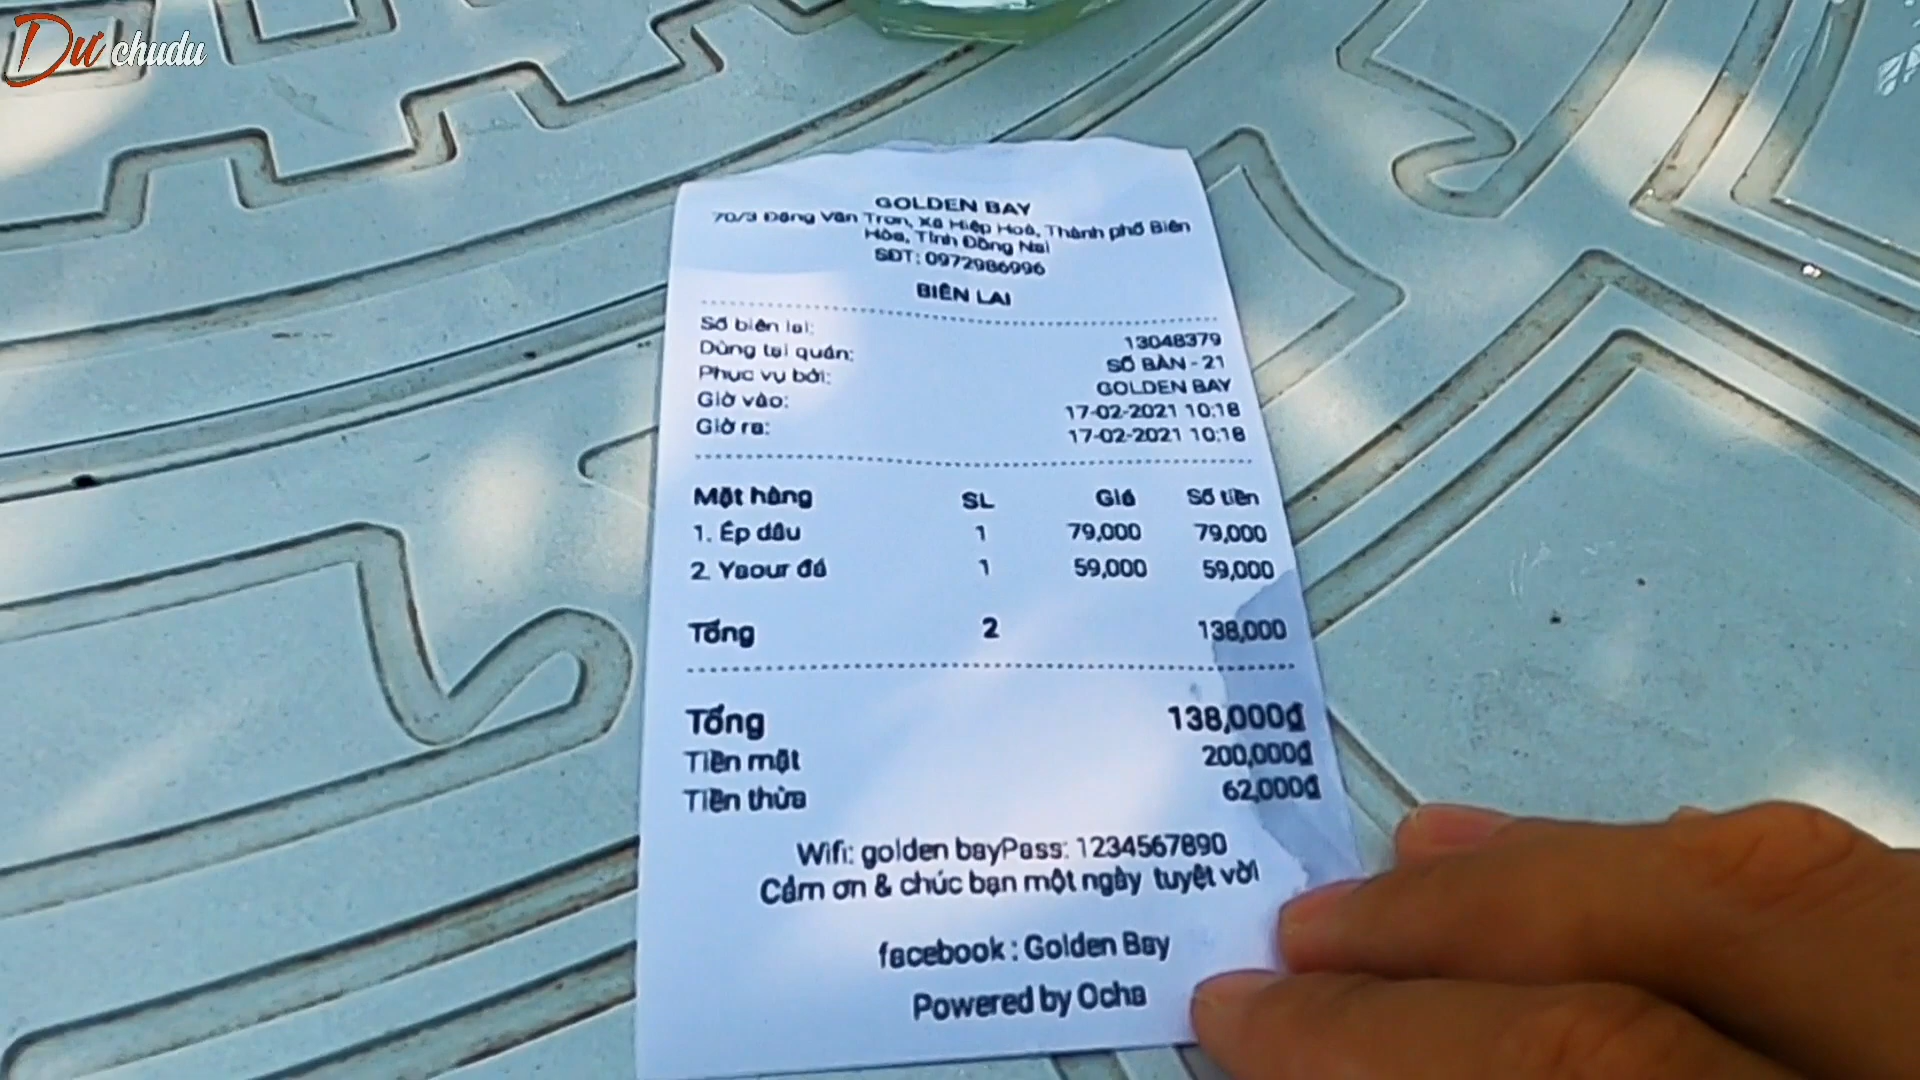 Dư chudu
GOLDEN BAY
70/3 Đặng Văn Trơn, Xã Hiệp Hoà, Thành phố Biên
Hòa, Tỉnh Đồng Nai
SĐT: 0972986996
BIÊN LAI
Số biên lai: 13048379
Dùng tại quán: SỐ BÀN - 21
Phục vụ bởi: GOLDEN BAY
Giờ vào: 17-02-2021 10:18
Giờ ra: 17-02-2021 10:18
Mặt hàng SL Giá Số tiền
1. Ép dâu 1 79,000 79,000
2. Yaour đá 1 59,000 59,000
Tổng 2 138,000
Tổng 138,000đ
Tiền mặt 200,000đ
Tiền thừa 62,000đ
Wifi: golden bayPass: 1234567890
Cảm ơn & chúc bạn một ngày tuyệt vời
facebook : Golden Bay
Powered by Ocha